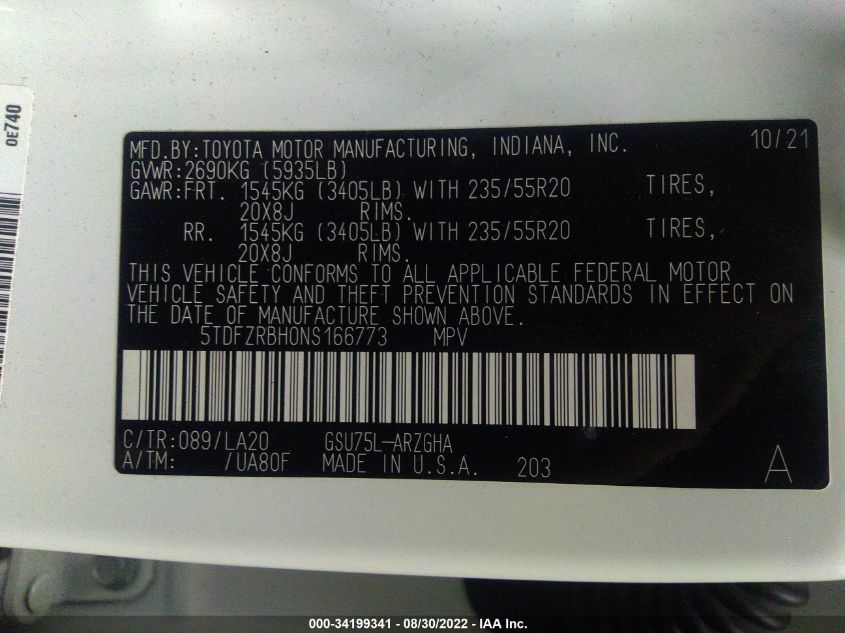 0E740
MFD.BY:TOYOTA MOTOR MANUFACTURING, INDIANA, INC. 10/21
GVWR:2690KG (5935LB)
GAWR:FRT. 1545KG (3405LB) WITH 235/55R20 TIRES,
20X8J RIMS.
RR. 1545KG (3405LB) WITH 235/55R20 TIRES,
20X8J RIMS.
THIS VEHICLE CONFORMS TO ALL APPLICABLE FEDERAL MOTOR
VEHICLE SAFETY AND THEFT PREVENTION STANDARDS IN EFFECT ON
THE DATE OF MANUFACTURE SHOWN ABOVE.
5TDFZRBH0NS166773 MPV
C/TR:089/LA20 GSU75L-ARZGHA
A/TM: /UA80F MADE IN U.S.A. 203 A
000-34199341 - 08/30/2022 - IAA Inc.